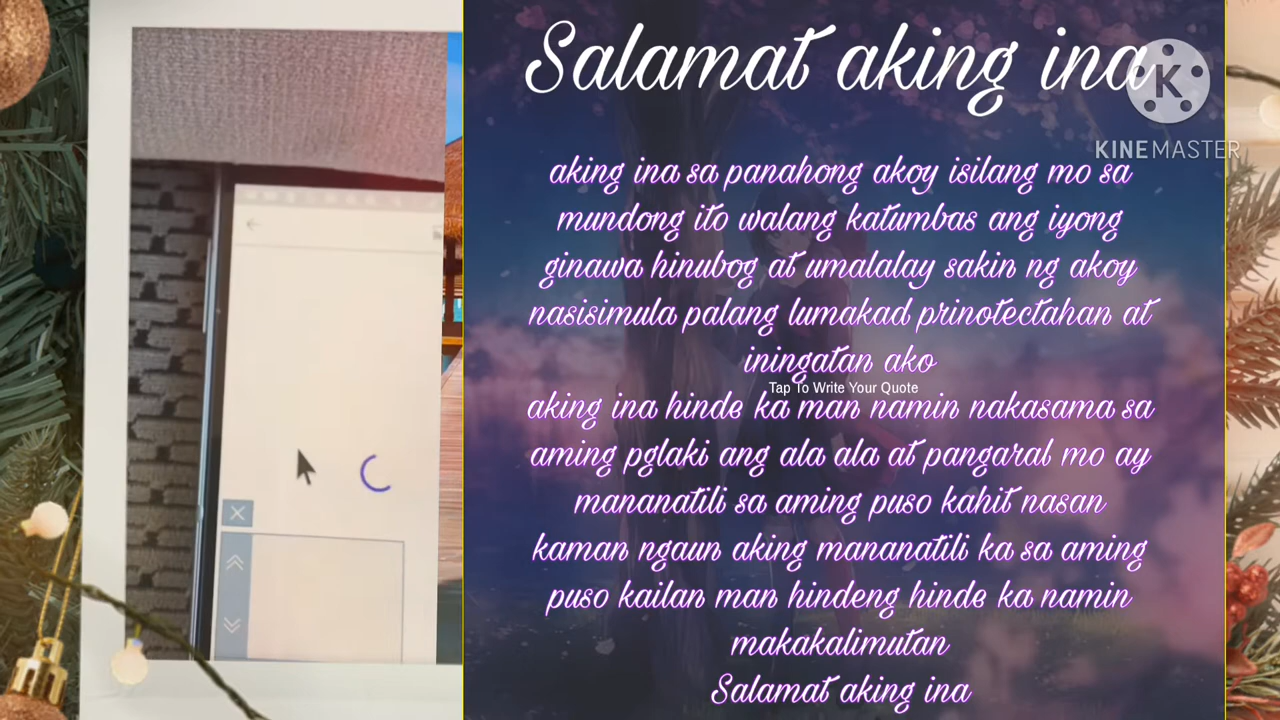 Salamat aking ina
KINEMASTER
aking ina sa panahong akoy isilang mo sa
mundong ito walang katumbas ang iyong
ginawa hinubog at umalalay sakin ng akoy
nasisimula palang lumakad prinotectahan at
iningatan ako
Tap To Write Your Quote
aking ina hinde ka man namin nakasama sa
aming pglaki ang ala ala at pangaral mo ay
mananatili sa aming puso kahit nasan
kaman ngaun aking mananatili ka sa aming
puso kailan man hindeng hinde ka namin
makakalimutan
Salamat aking ina